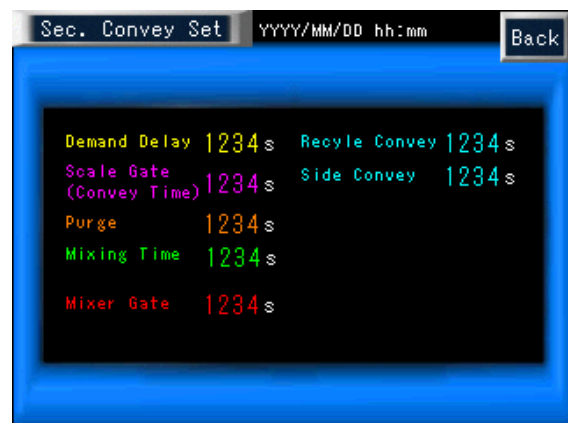 Sec. Convey Set YYYY/MM/DD hh:mm Back
Demand Delay 1234 s Recyle Convey 1234 s
Scale Gate
(Convey Time) 1234 s Side Convey 1234 s
Purge 1234 s
Mixing Time 1234 s
Mixer Gate 1234 s